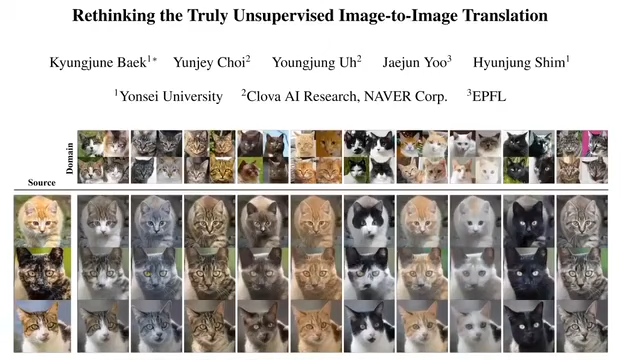 Rethinking the Truly Unsupervised Image-to-Image Translation
Kyungjune Baek1* Yunjey Choi2 Youngjung Uh2 Jaejun Yoo3 Hyunjung Shim1
1Yonsei University 2Clova AI Research, NAVER Corp. 3EPFL
Domain
Source